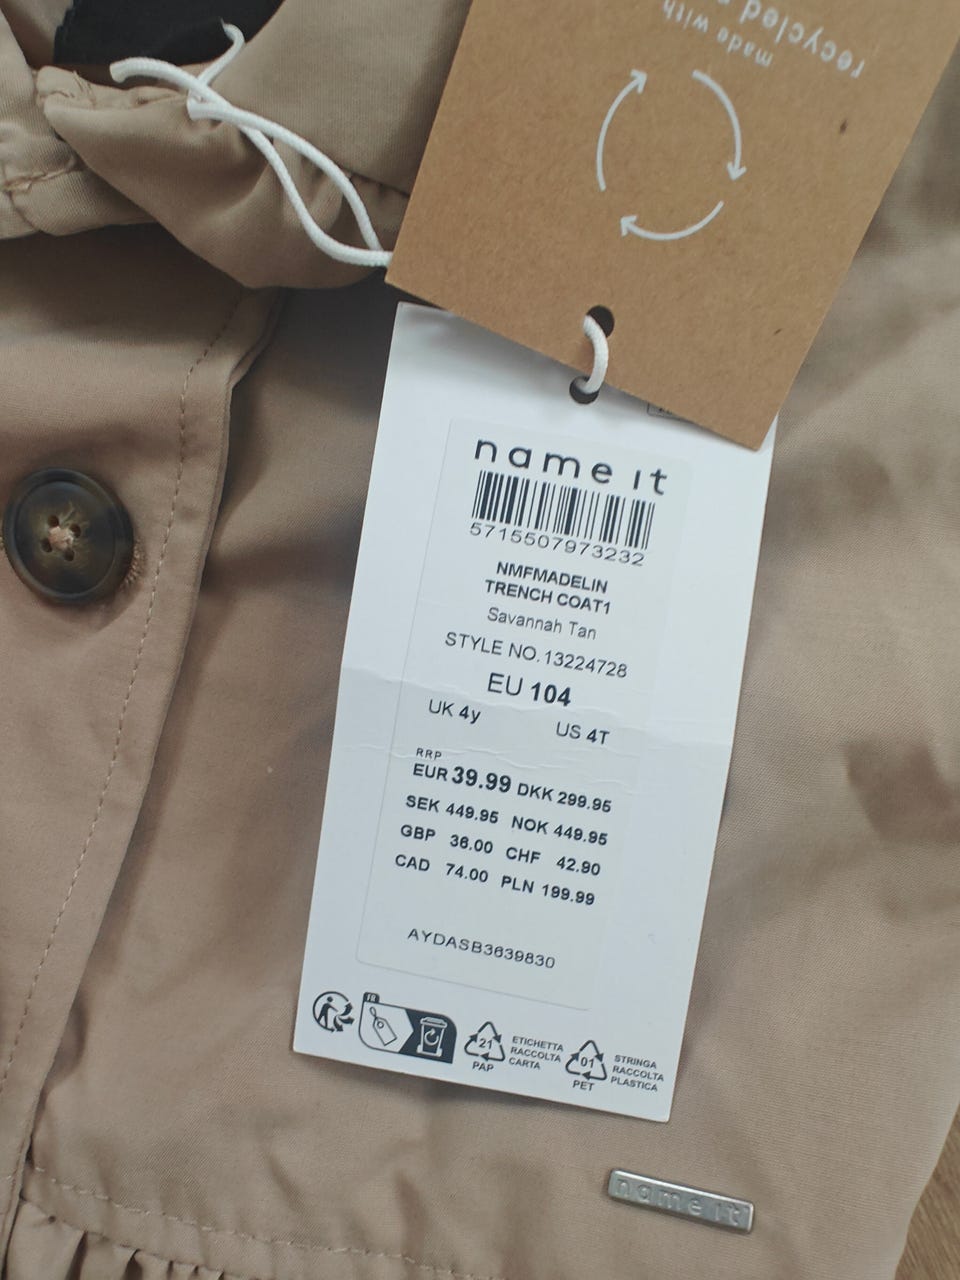 made with
recycled
name it
5715507973232
NMFMADELIN
TRENCH COAT1
Savannah Tan
STYLE NO. 13224728
EU 104
UK 4y US 4T
RRP
EUR 39.99 DKK 299.95
SEK 449.95 NOK 449.95
GBP 36.00 CHF 42.90
CAD 74.00 PLN 199.99
AYDASB3639830
FR
21
PAP
ETICHETTA
RACCOLTA
CARTA
01
PET
STRINGA
RACCOLTA
PLASTICA
name it